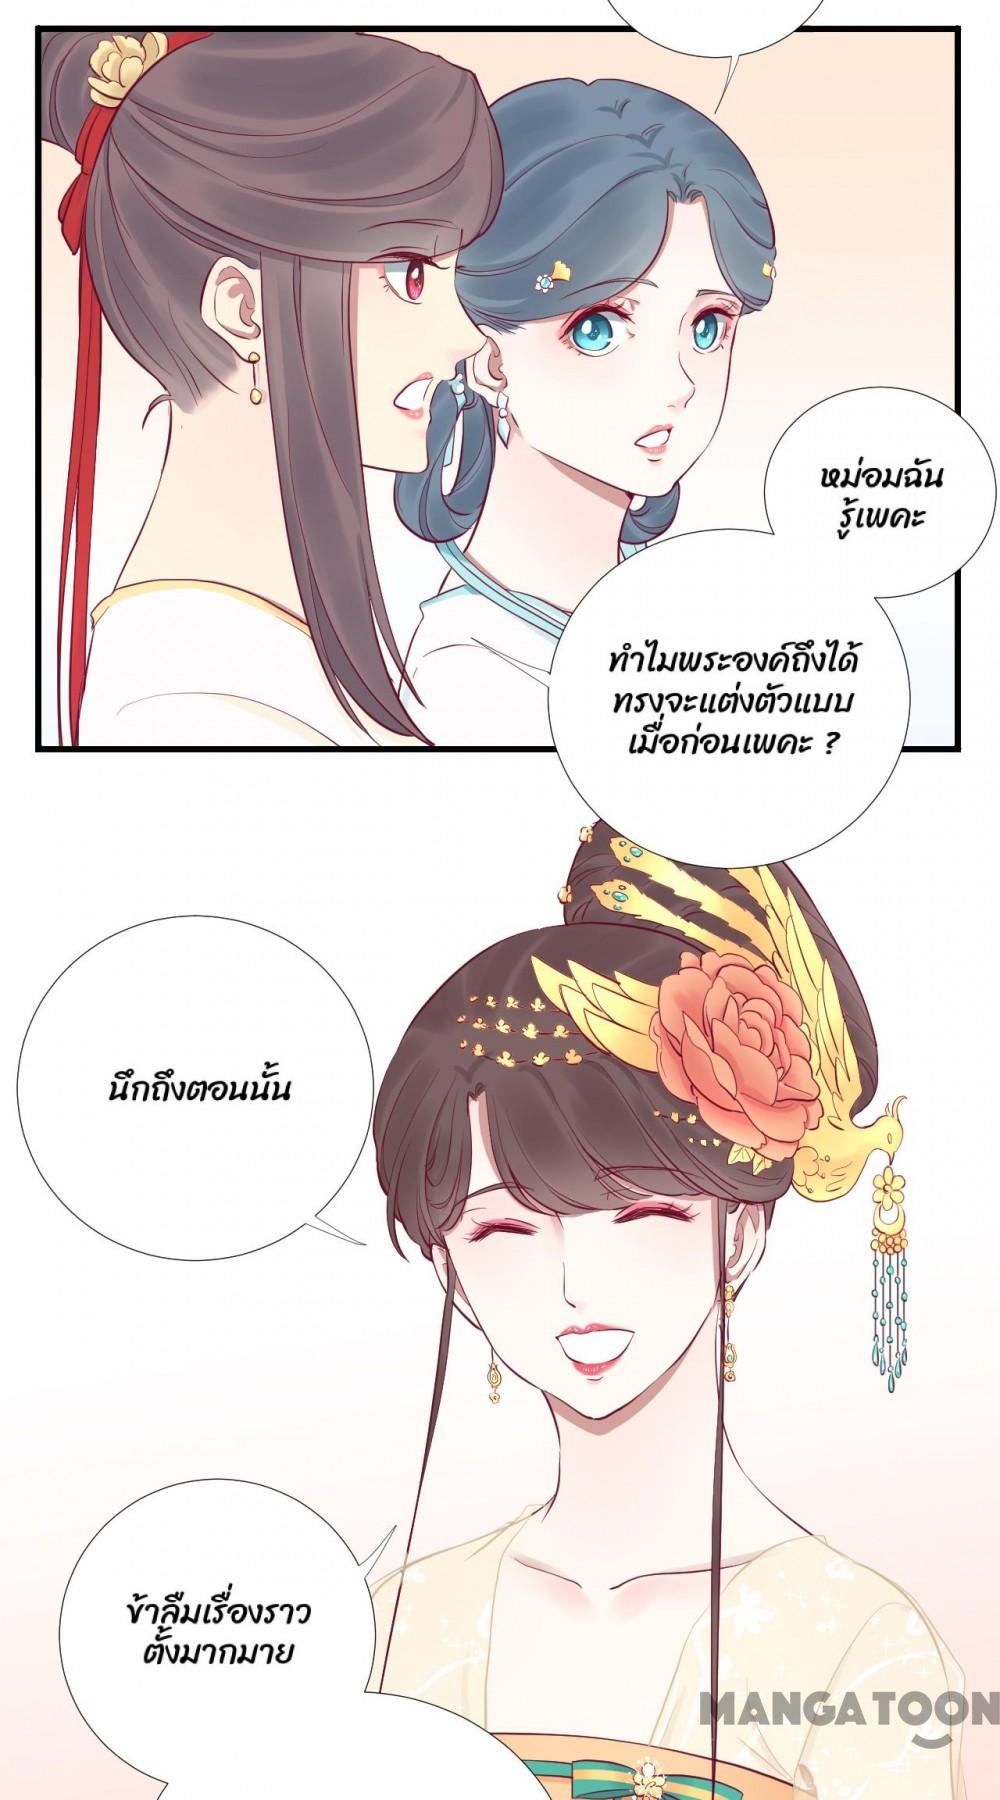 หม่อมฉัน
รู้เพคะ
ทำไมพระองค์ถึงได้
ทรงจะแต่งตัวแบบ
เมื่อก่อนเพคะ ?
นึกถึงตอนนั้น
ข้าลืมเรื่องราว
ตั้งมากมาย
MANGATOON